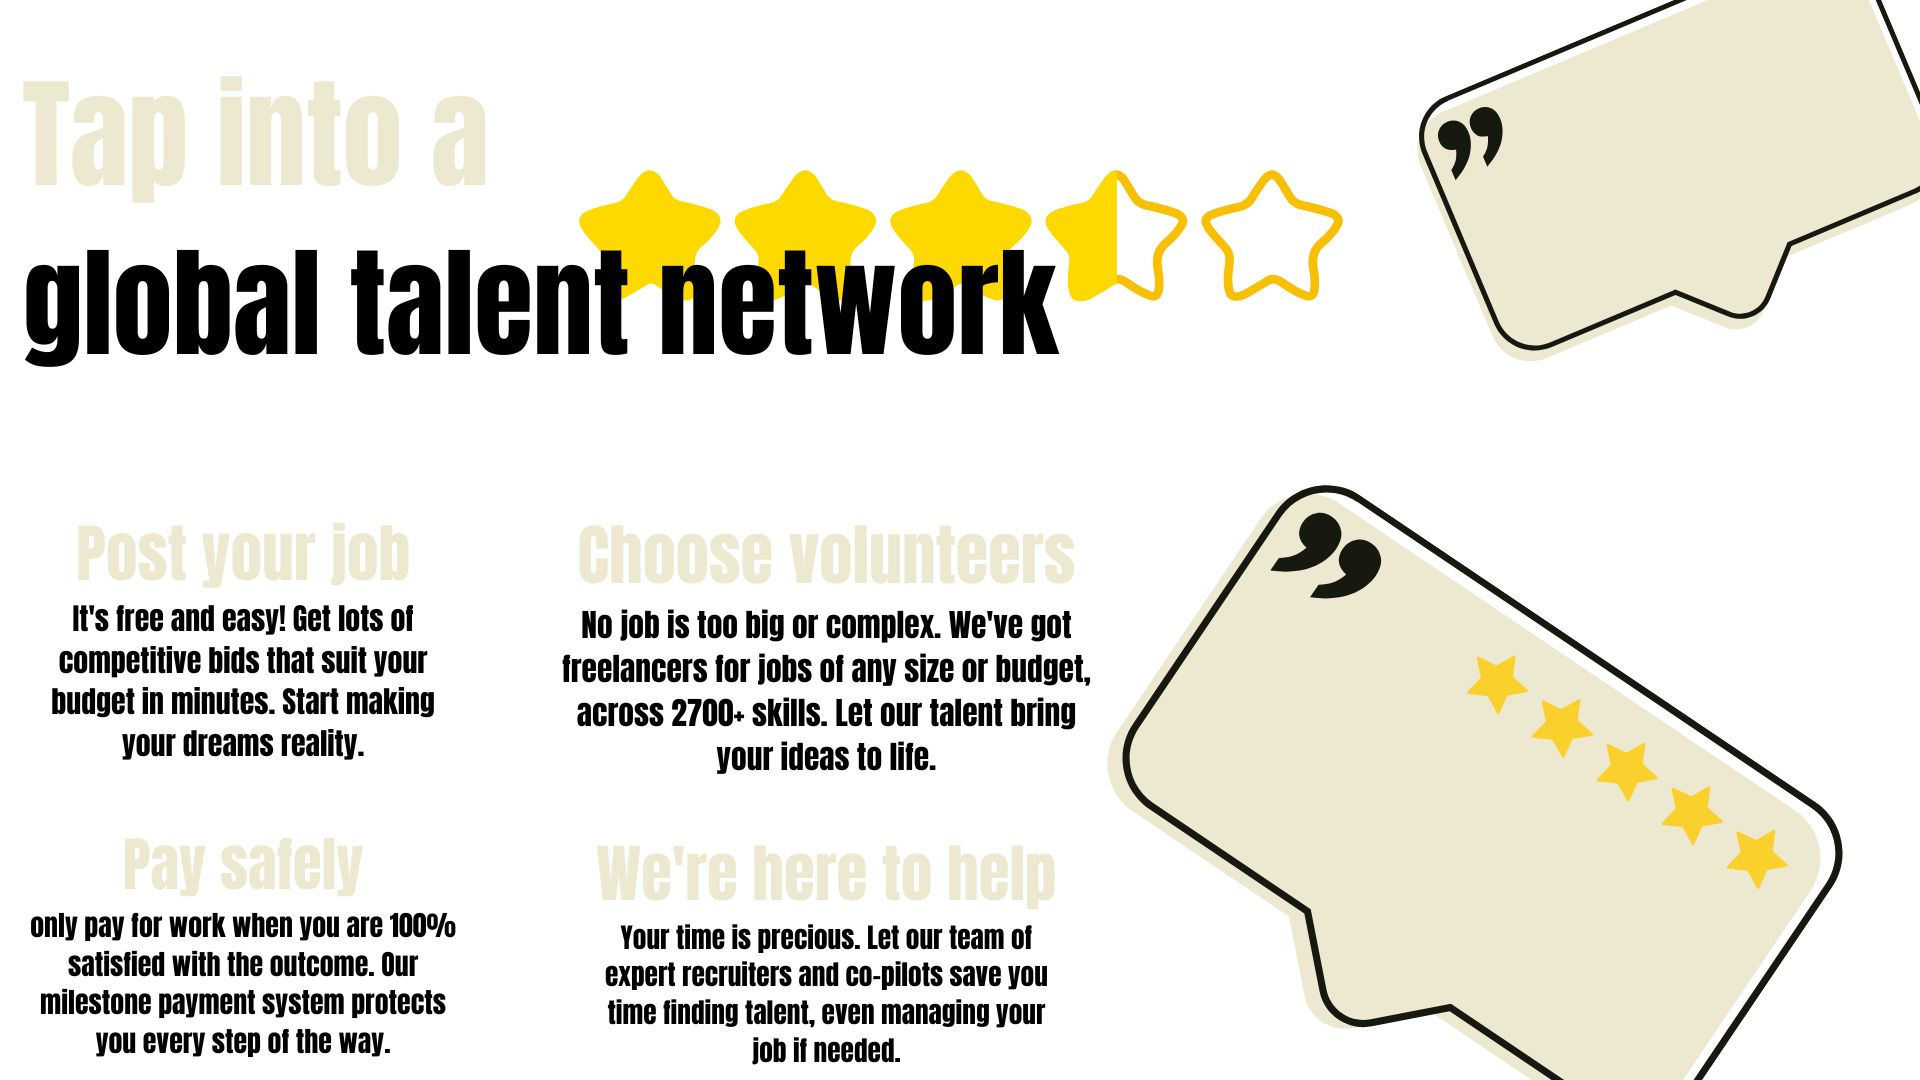 Tap into a
global talent network
Post your job
It's free and easy! Get lots of
competitive bids that suit your
budget in minutes. Start making
your dreams reality.
Choose volunteers
No job is too big or complex. We've got
freelancers for jobs of any size or budget,
across 2700+ skills. Let our talent bring
your ideas to life.
Pay safely
only pay for work when you are 100%
satisfied with the outcome. Our
milestone payment system protects
you every step of the way.
We're here to help
Your time is precious. Let our team of
expert recruiters and co-pilots save you
time finding talent, even managing your
job if needed.